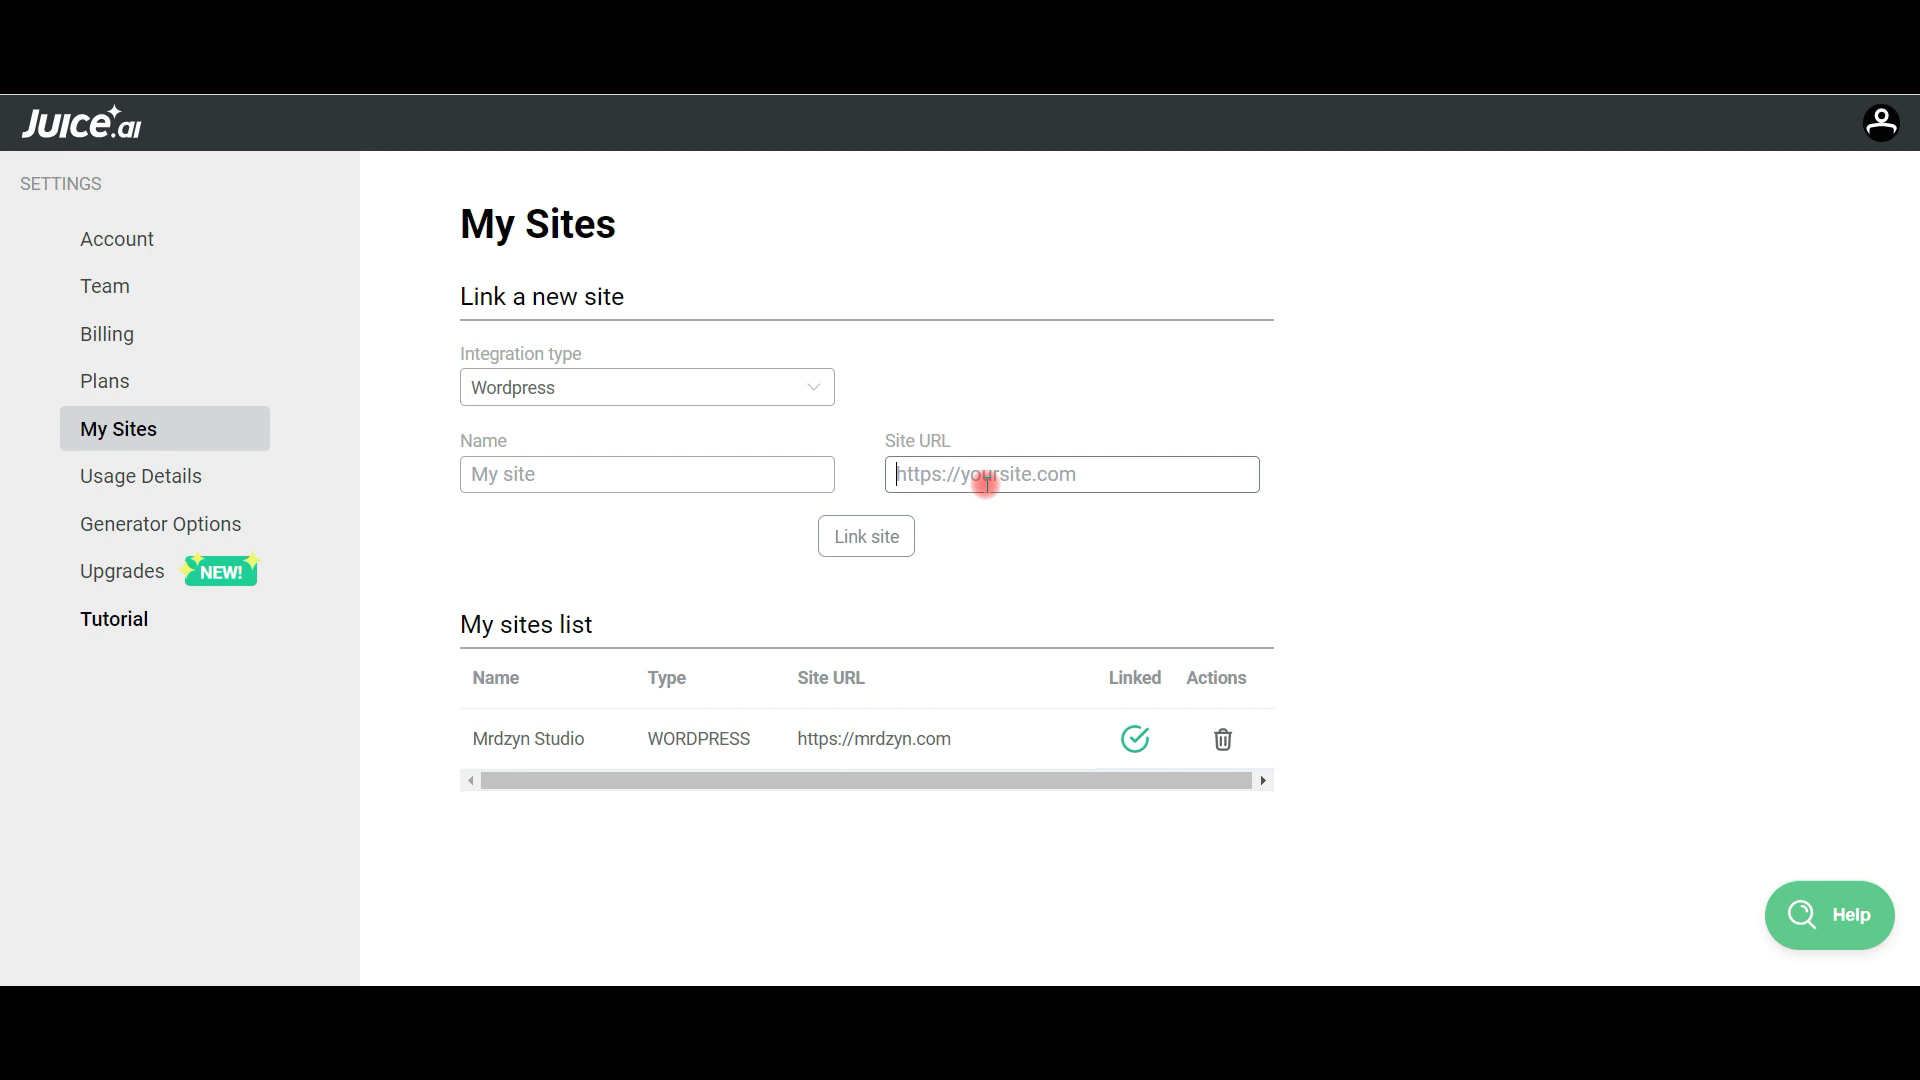 Juice.ai
SETTINGS
Account
Team
Billing
Plans
My Sites
Usage Details
Generator Options
Upgrades NEW!
Tutorial
My Sites
Link a new site
Integration type
Wordpress
Name Site URL
My site https://yoursite.com
Link site
My sites list
Name Type Site URL Linked Actions
Mrdzyn Studio WORDPRESS https://mrdzyn.com
Help